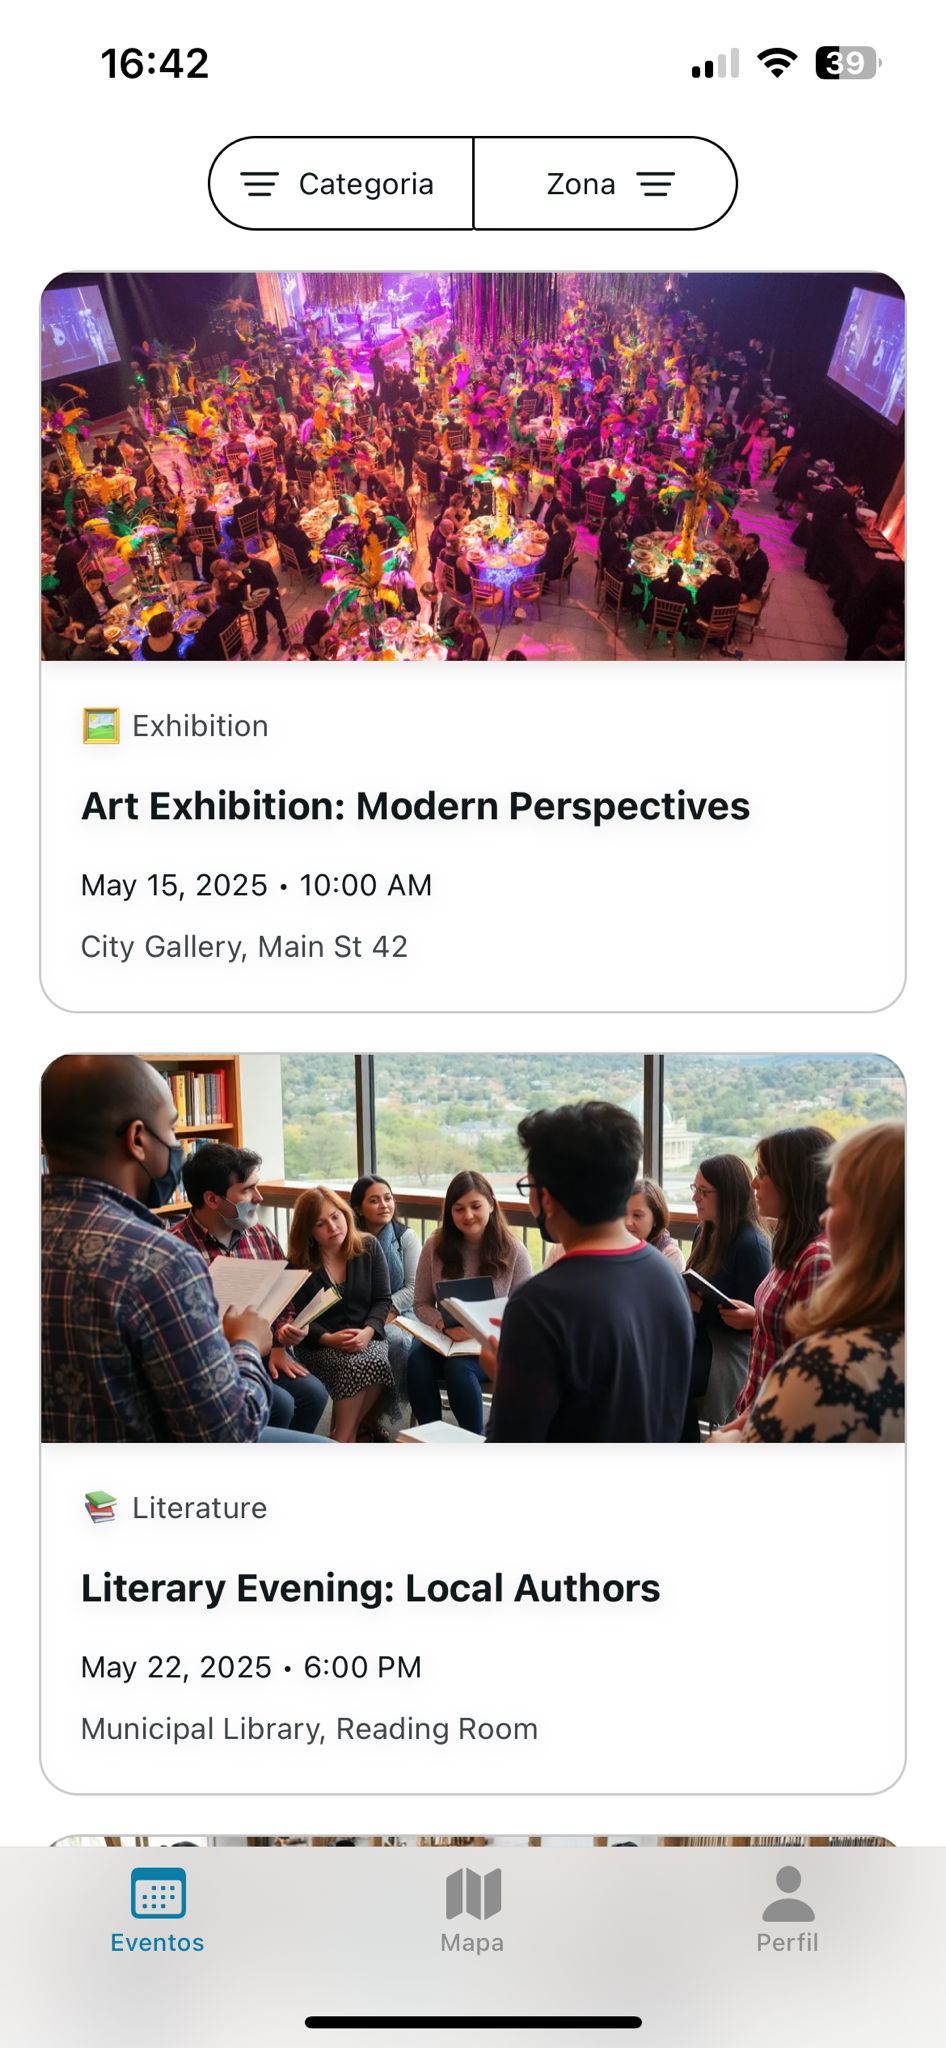 16:42
39
Categoria
Zona
Exhibition
Art Exhibition: Modern Perspectives
May 15, 2025 • 10:00 AM
City Gallery, Main St 42
Literature
Literary Evening: Local Authors
May 22, 2025 • 6:00 PM
Municipal Library, Reading Room
Eventos
Mapa
Perfil